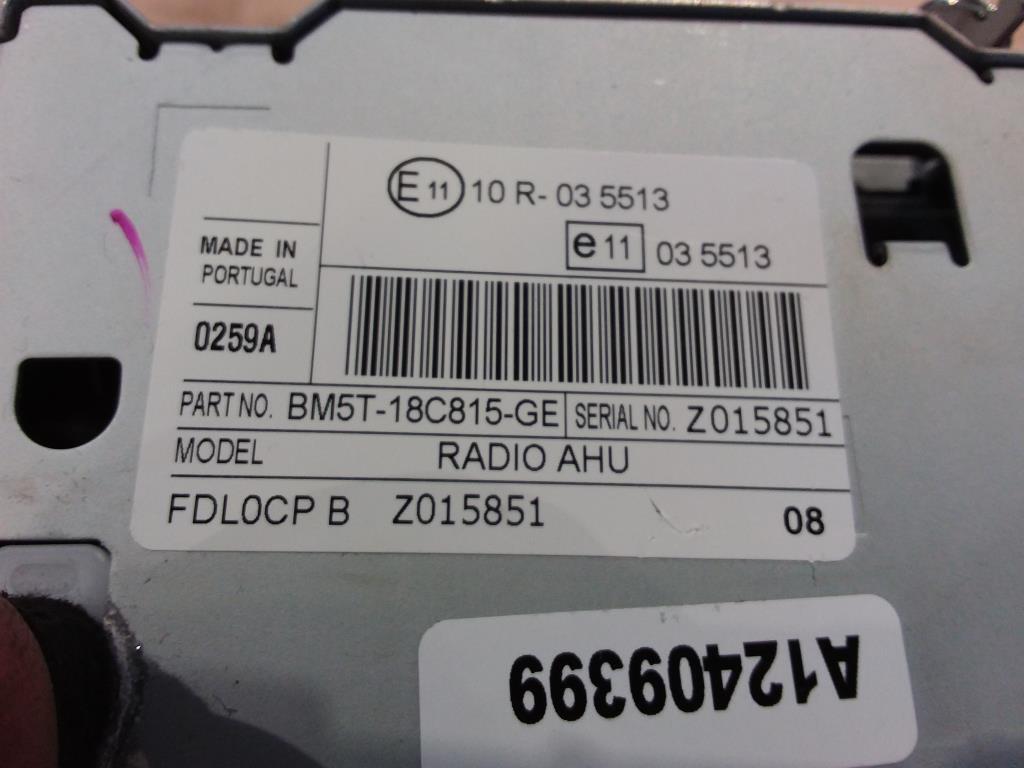 E 11 10 R- 03 5513
e 11 03 5513
MADE IN
PORTUGAL
0259A
PART NO. BM5T-18C815-GE SERIAL NO. Z015851
MODEL RADIO AHU
FDL0CP B Z015851 08
A12409399